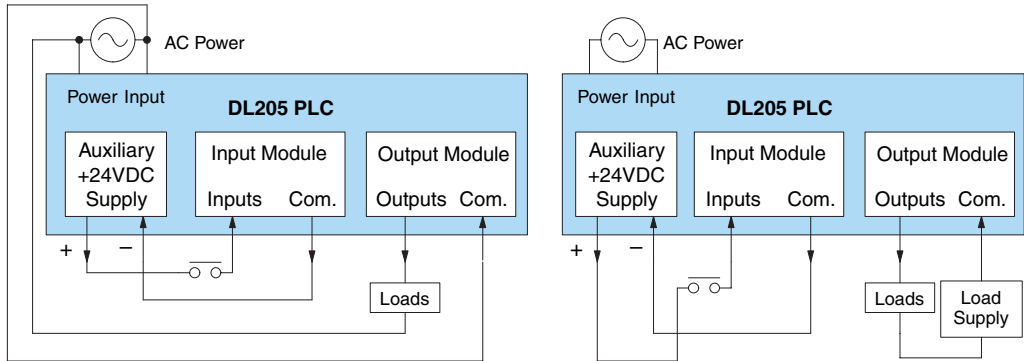 AC Power
Power Input
DL205 PLC
Auxiliary
+24VDC
Supply
Input Module
Inputs Com.
Output Module
Outputs Com.
+ –
Loads
AC Power
Power Input
DL205 PLC
Auxiliary
+24VDC
Supply
Input Module
Inputs Com.
Output Module
Outputs Com.
+ –
Loads
Load
Supply